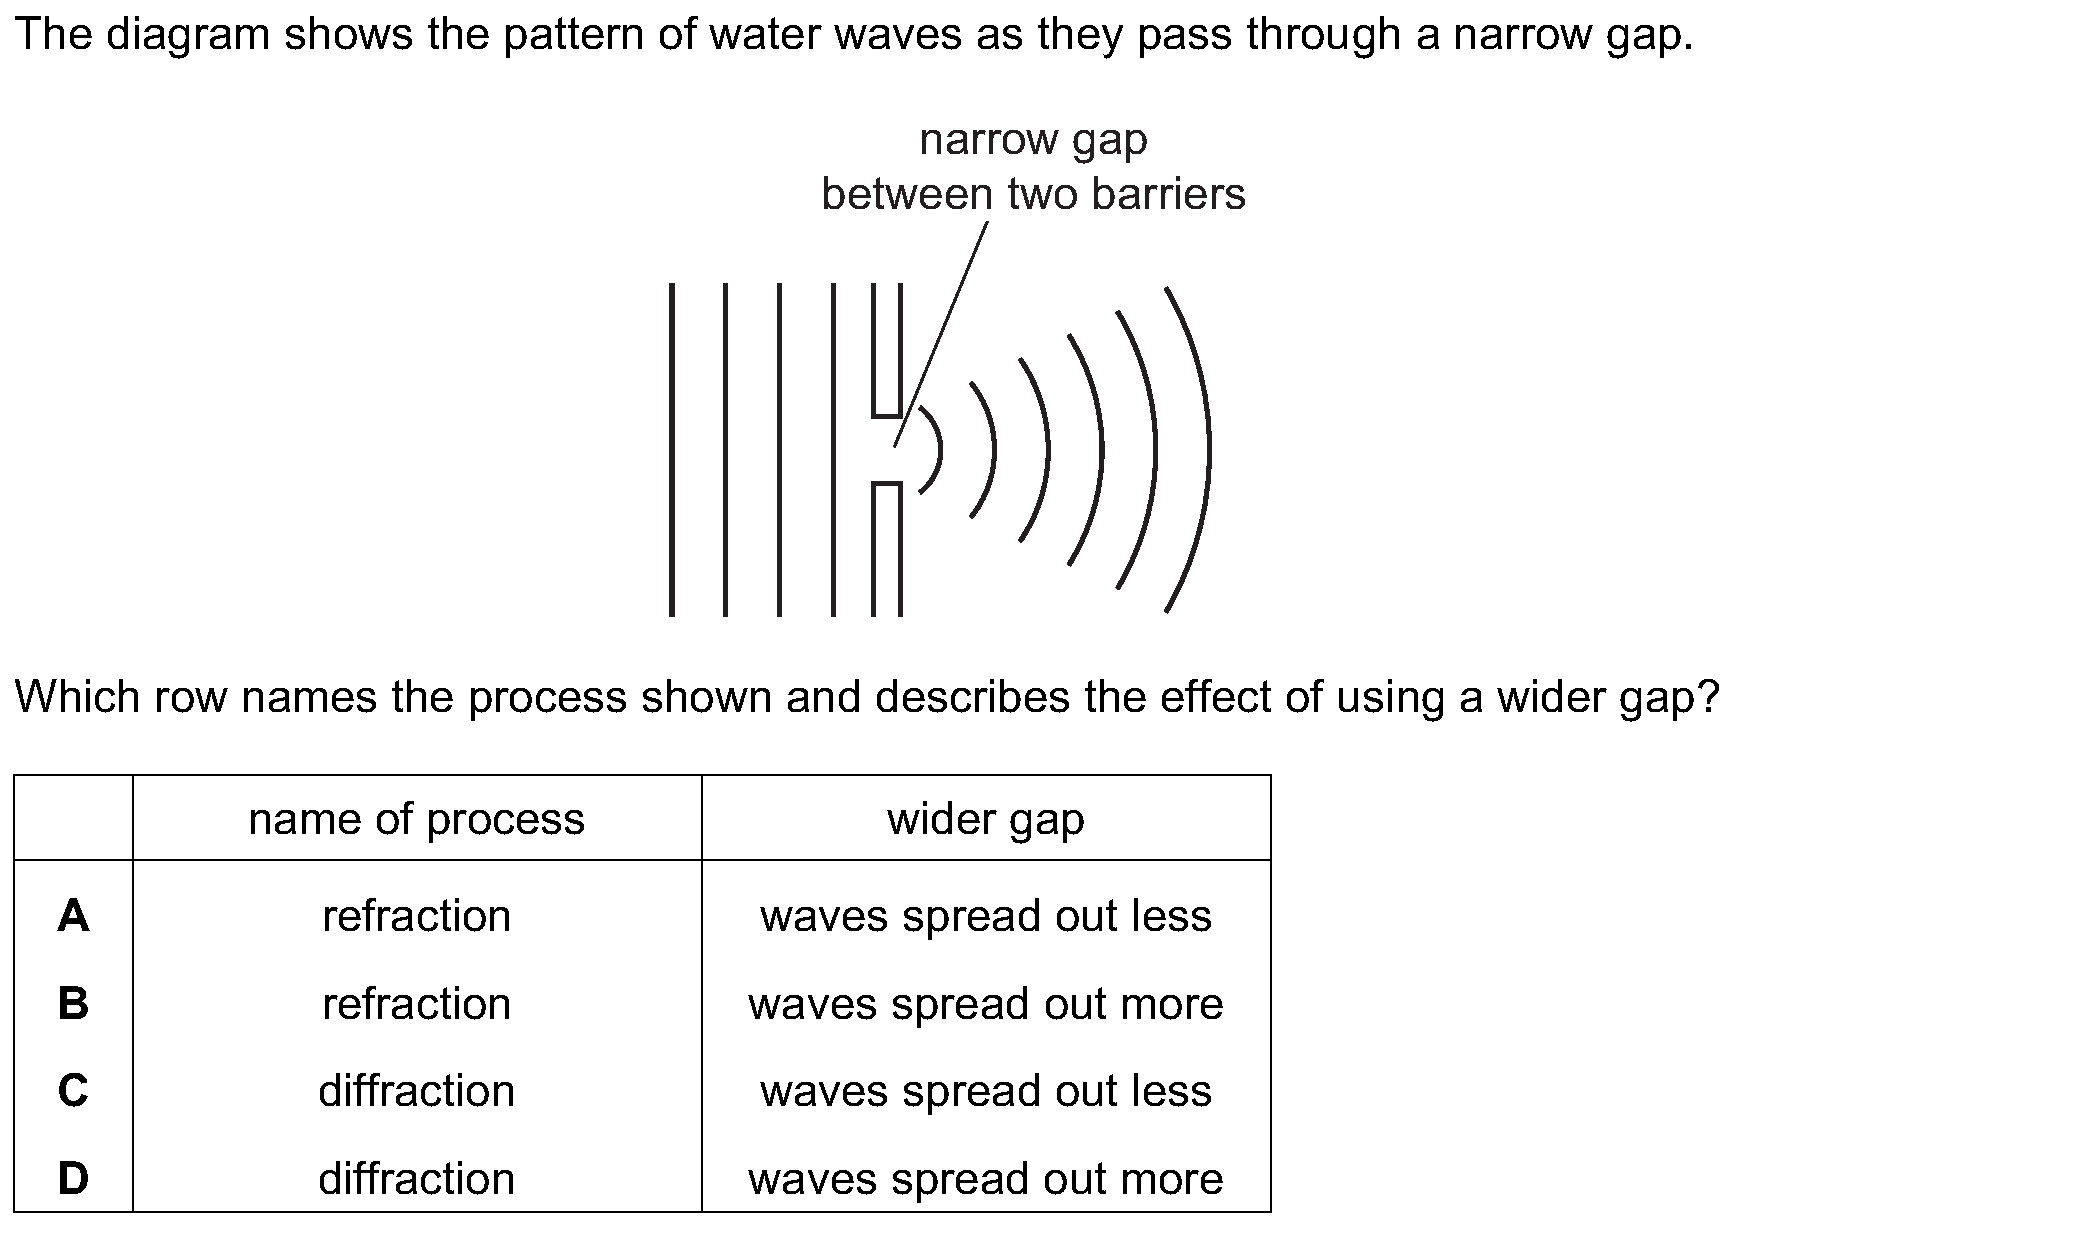 The diagram shows the pattern of water waves as they pass through a narrow gap.
narrow gap
between two barriers
Which row names the process shown and describes the effect of using a wider gap?
name of process wider gap
A refraction waves spread out less
B refraction waves spread out more
C diffraction waves spread out less
D diffraction waves spread out more